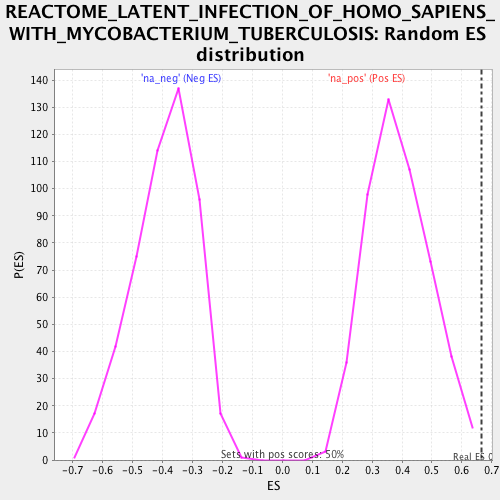 REACTOME_LATENT_INFECTION_OF_HOMO_SAPIENS_
WITH_MYCOBACTERIUM_TUBERCULOSIS: Random ES
distribution
'na_neg' (Neg ES)
'na_pos' (Pos ES)
P(ES)
140
130
120
110
100
90
80
70
60
50
40
30
20
10
0
Sets with pos scores: 50%
Real ES 0
-0.7 -0.6 -0.5 -0.4 -0.3 -0.2 -0.1 0.0 0.1 0.2 0.3 0.4 0.5 0.6 0.7
ES